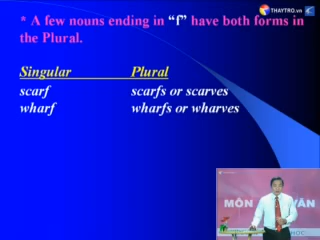 THAYTRO.VN
* A few nouns ending in “f” have both forms in
the Plural.
Singular Plural
scarf scarfs or scarves
wharf wharfs or wharves
MÔN VĂN